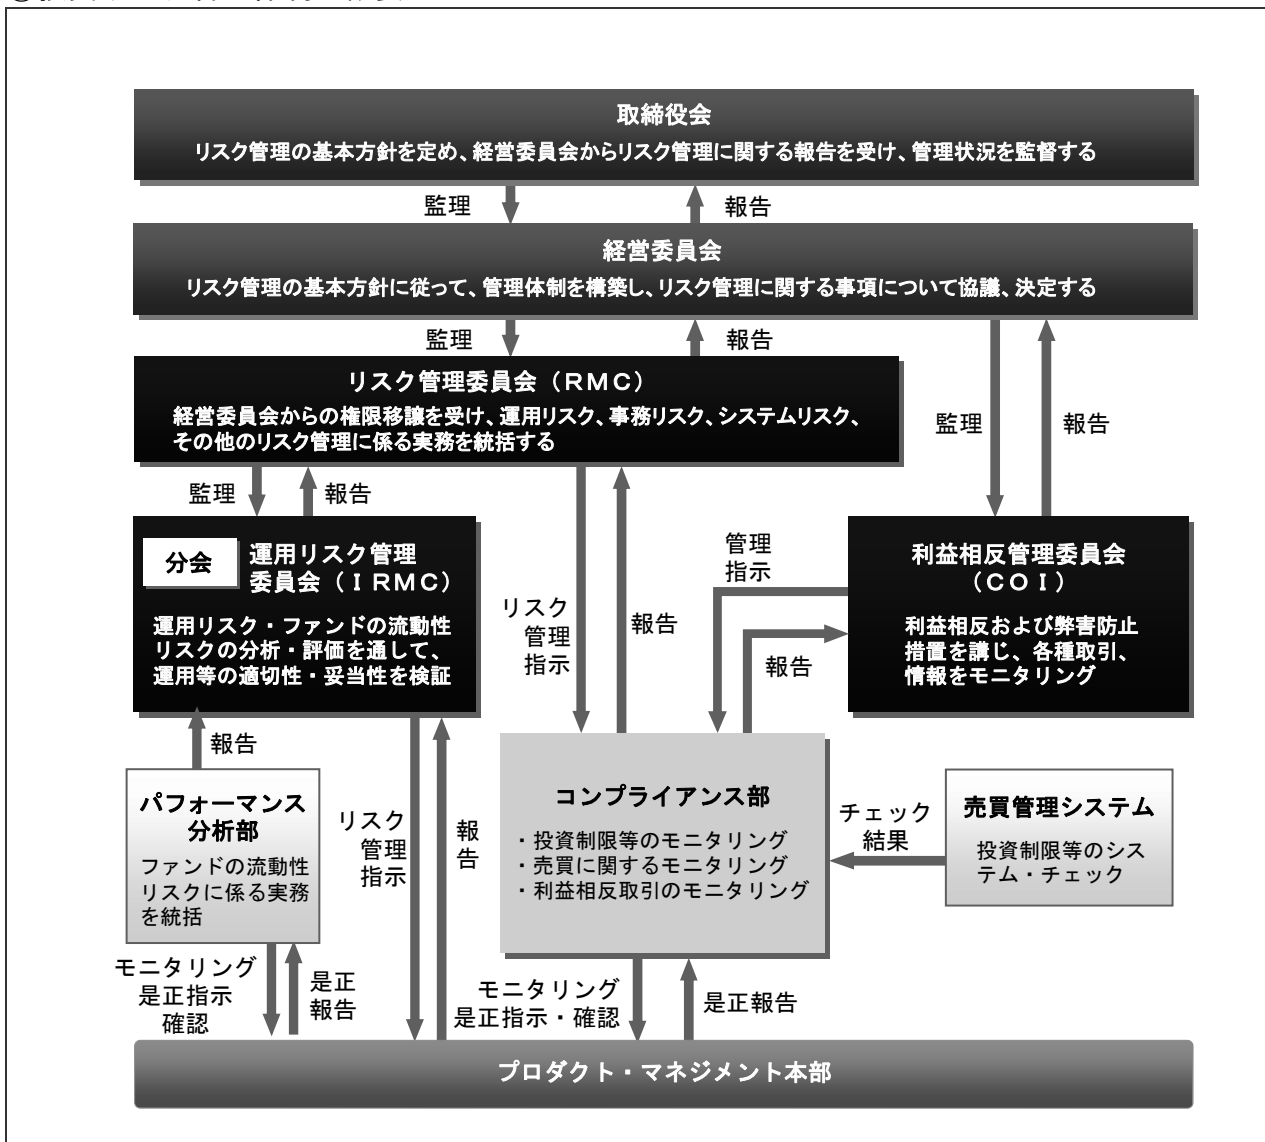 取締役会
リスク管理の基本方針を定め、経営委員会からリスク管理に関する報告を受け、管理状況を監督する
監理
報告
経営委員会
リスク管理の基本方針に従って、管理体制を構築し、リスク管理に関する事項について協議、決定する
監理
報告
リスク管理委員会（ＲＭＣ）
経営委員会からの権限移譲を受け、運用リスク、事務リスク、システムリスク、
その他のリスク管理に係る実務を統括する
監理
報告
監理
報告
分会
運用リスク管理
委員会（ＩＲＭＣ）
運用リスク・ファンドの流動性
リスクの分析・評価を通して、
運用等の適切性・妥当性を検証
リスク
管理
指示
報告
管理
指示
報告
利益相反管理委員会
（ＣＯＩ）
利益相反および弊害防止
措置を講じ、各種取引、
情報をモニタリング
報告
パフォーマンス
分析部
ファンドの流動性
リスクに係る実務
を統括
リスク
管理
指示
報
告
コンプライアンス部
・投資制限等のモニタリング
・売買に関するモニタリング
・利益相反取引のモニタリング
チェック
結果
売買管理システム
投資制限等のシス
テム・チェック
モニタリング
是正指示
確認
是正
報告
モニタリング
是正指示・確認
是正報告
プロダクト・マネジメント本部